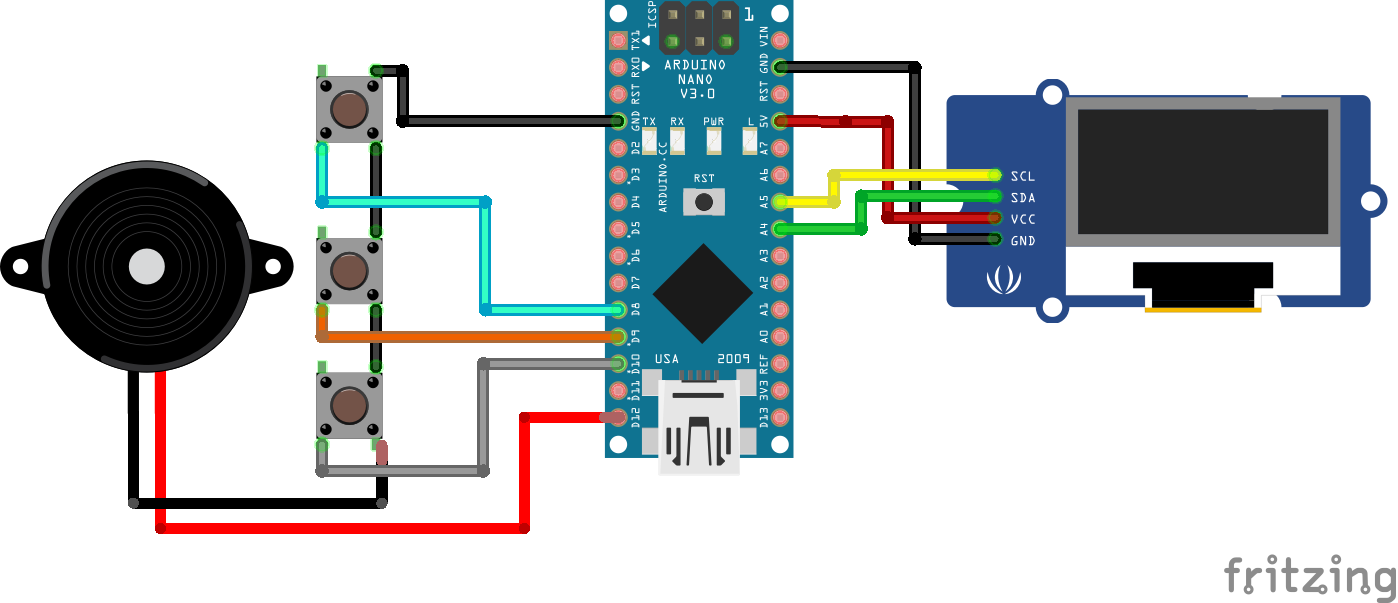 ICSP
1
TX1
RX0
RST
GND
D2
D3
D4
D5
D6
D7
D8
D9
D10
D11
D12
ARDUINO
NANO
V3.0
TX RX PWR L
ARDUINO.CC
RST
USA 2009
VIN
GND
RST
5V
A7
A6
A5
A4
A3
A2
A1
A0
REF
3V3
D13
SCL
SDA
VCC
GND
fritzing